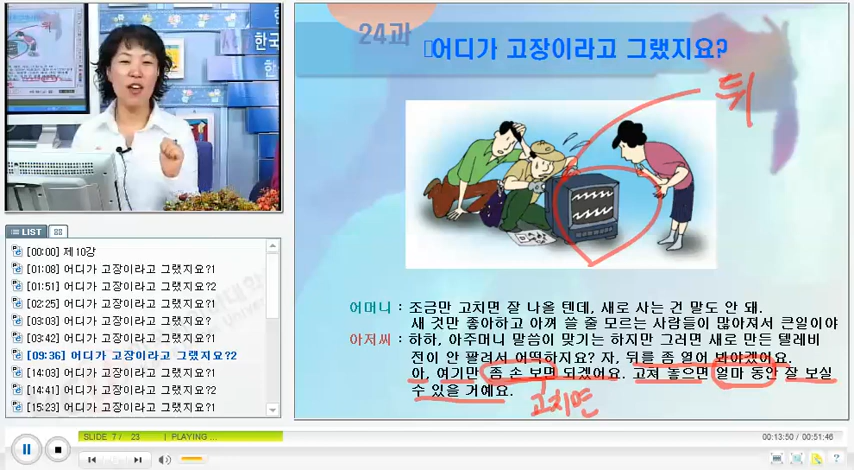 24과
어디가 고장이라고 그랬지요?
뒤
어머니 : 조금만 고치면 잘 나올 텐데, 새로 사는 건 말도 안 돼.
새 것만 좋아하고 아껴 쓸 줄 모르는 사람들이 많아져서 큰일이야
아저씨 : 하하, 아주머니 말씀이 맞기는 하지만 그러면 새로 만든 텔레비
전이 안 팔려서 어떡하지요? 자, 뒤를 좀 열어 봐야겠어요.
아, 여기만 좀 손 보면 되겠어요. 고쳐 놓으면 얼마 동안 잘 보실
수 있을 거예요.
고치면
LIST
[00:00] 제10강
[01:08] 어디가 고장이라고 그랬지요?1
[01:51] 어디가 고장이라고 그랬지요?2
[02:25] 어디가 고장이라고 그랬지요?1
[03:03] 어디가 고장이라고 그랬지요?
[03:42] 어디가 고장이라고 그랬지요?1
[09:36] 어디가 고장이라고 그랬지요?2
[14:03] 어디가 고장이라고 그랬지요?1
[14:41] 어디가 고장이라고 그랬지요?2
[15:23] 어디가 고장이라고 그랬지요?1
SLIDE 7 / 23 | PLAYING ...
00:13:50 / 00:51:46